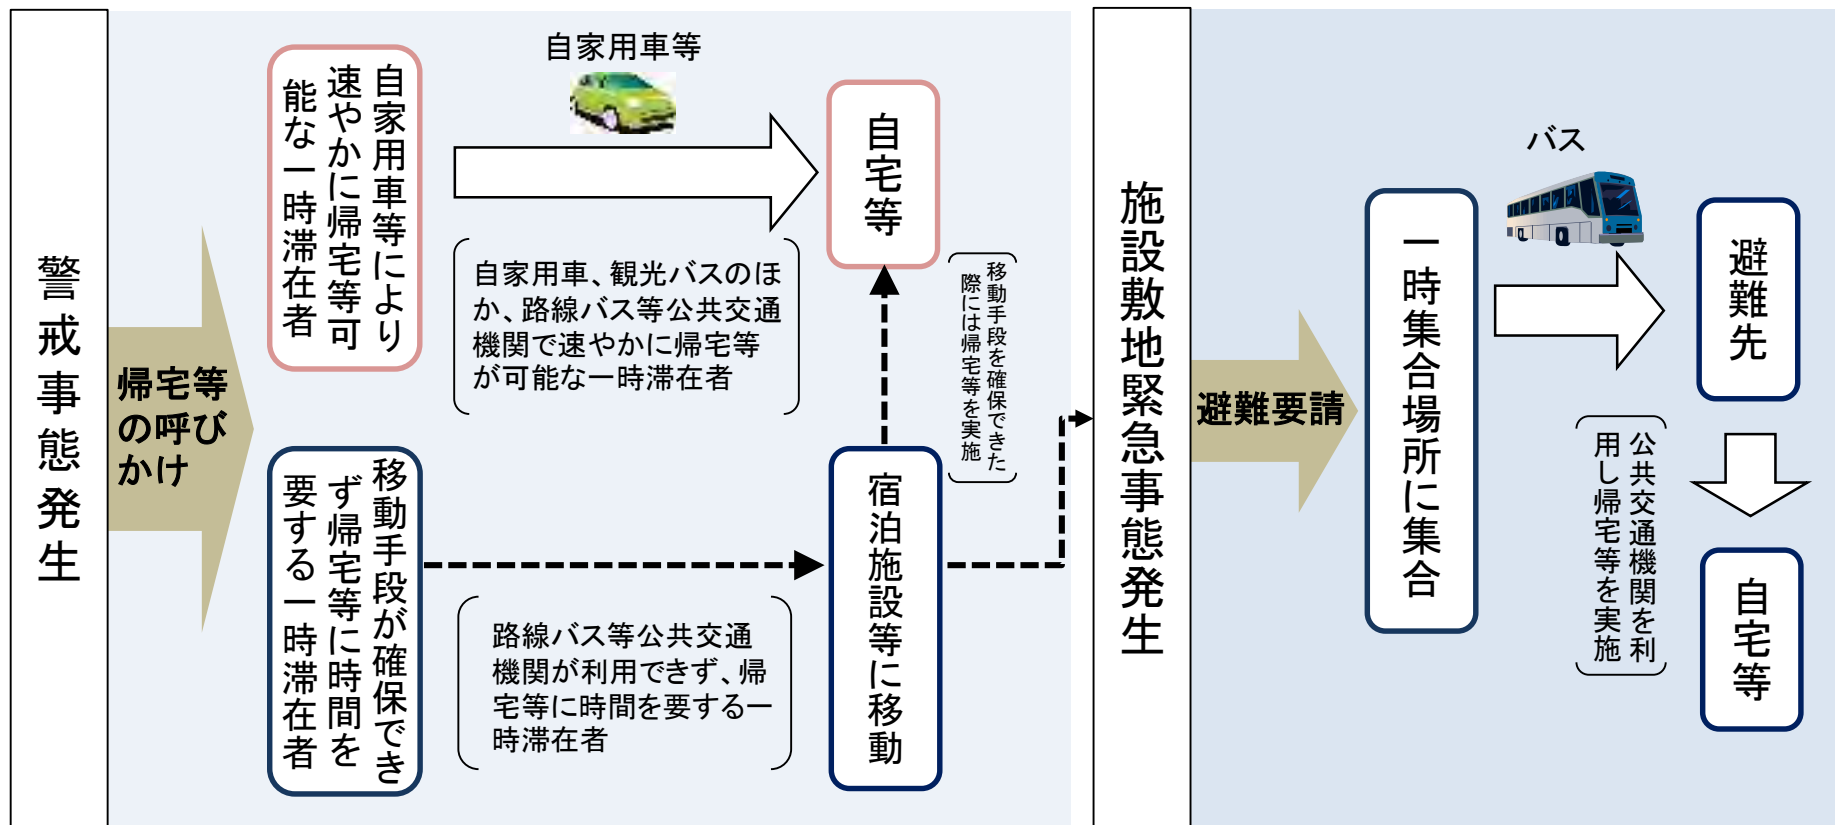 警戒事態発生
帰宅等
の呼び
かけ
自家用車等により
速やかに帰宅等可
能な一時滞在者
自家用車等
自宅等
自家用車、観光バスのほ
か、路線バス等公共交通
機関で速やかに帰宅等
が可能な一時滞在者
移動手段を確保できた
際には帰宅等を実施
移動手段が確保でき
ず帰宅等に時間を
要する一時滞在者
路線バス等公共交通
機関が利用できず、帰
宅等に時間を要する一
時滞在者
宿泊施設等に移動
施設敷地緊急事態発生
避難要請
一時集合場所に集合
バス
避難先
公共交通機関を利
用し帰宅等を実施
自宅等